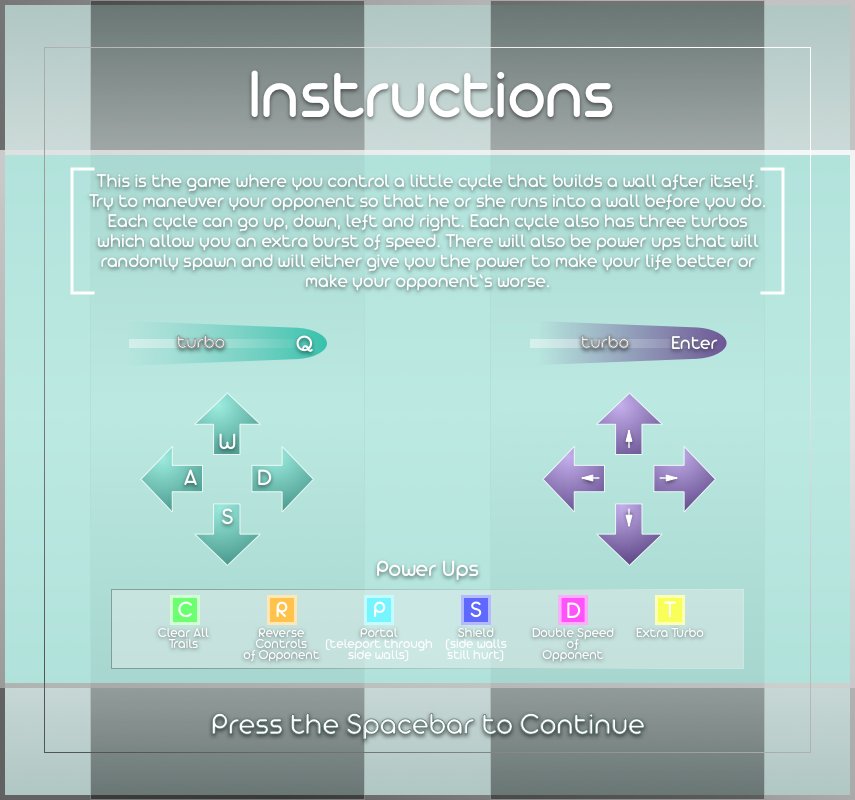 Instructions
This is the game where you control a little cycle that builds a wall after itself.
Try to maneuver your opponent so that he or she runs into a wall before you do.
Each cycle can go up, down, left and right. Each cycle also has three turbos
which allow you an extra burst of speed. There will also be power ups that will
randomly spawn and will either give you the power to make your life better or
make your opponent`s worse.
turbo Q
turbo Enter
W
A D
S
Power Ups
C R P S D T
Clear All
Trails
Reverse
Controls
of Opponent
Portal
(teleport through
side walls)
Shield
(side walls
still hurt)
Double Speed
of
Opponent
Extra Turbo
Press the Spacebar to Continue